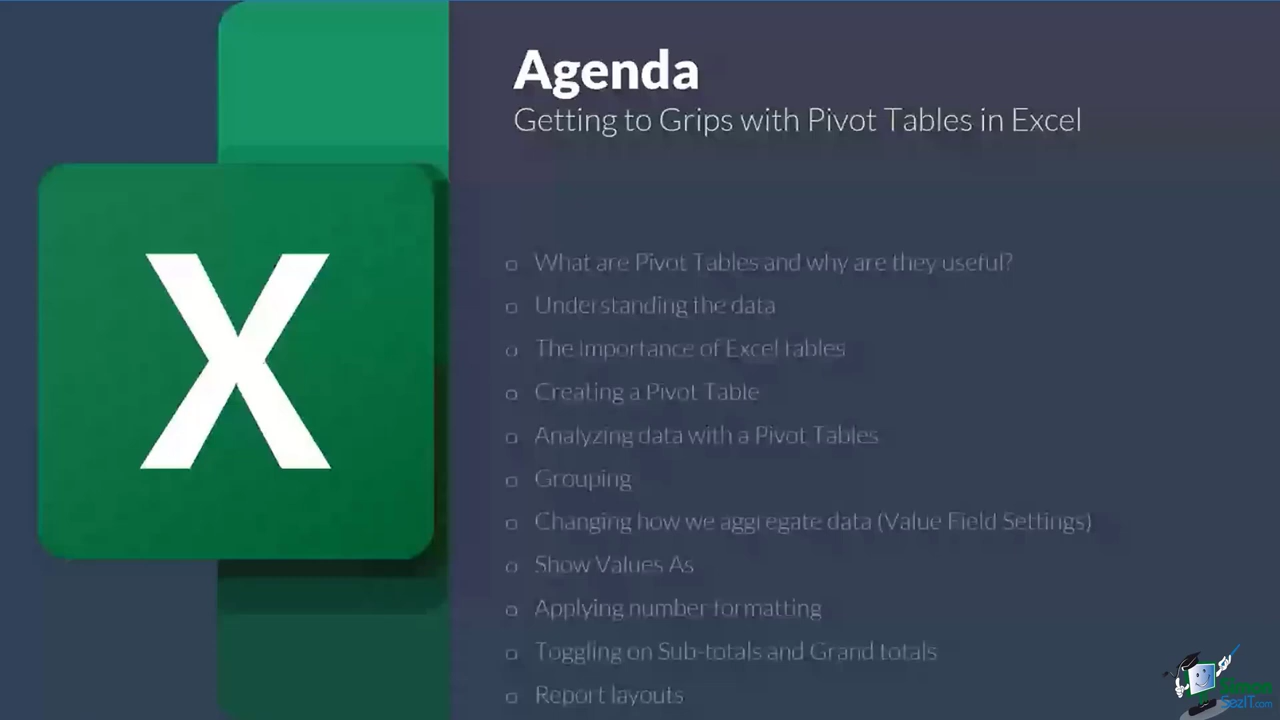 Agenda
Getting to Grips with Pivot Tables in Excel
What are Pivot Tables and why are they useful?
Understanding the data
The Importance of Excel tables
Creating a Pivot Table
Analyzing data with a Pivot Tables
Grouping
Changing how we aggregate data (Value Field Settings)
Show Values As
Applying number formatting
Toggling on Sub-totals and Grand totals
Report layouts
X
SezIT.com